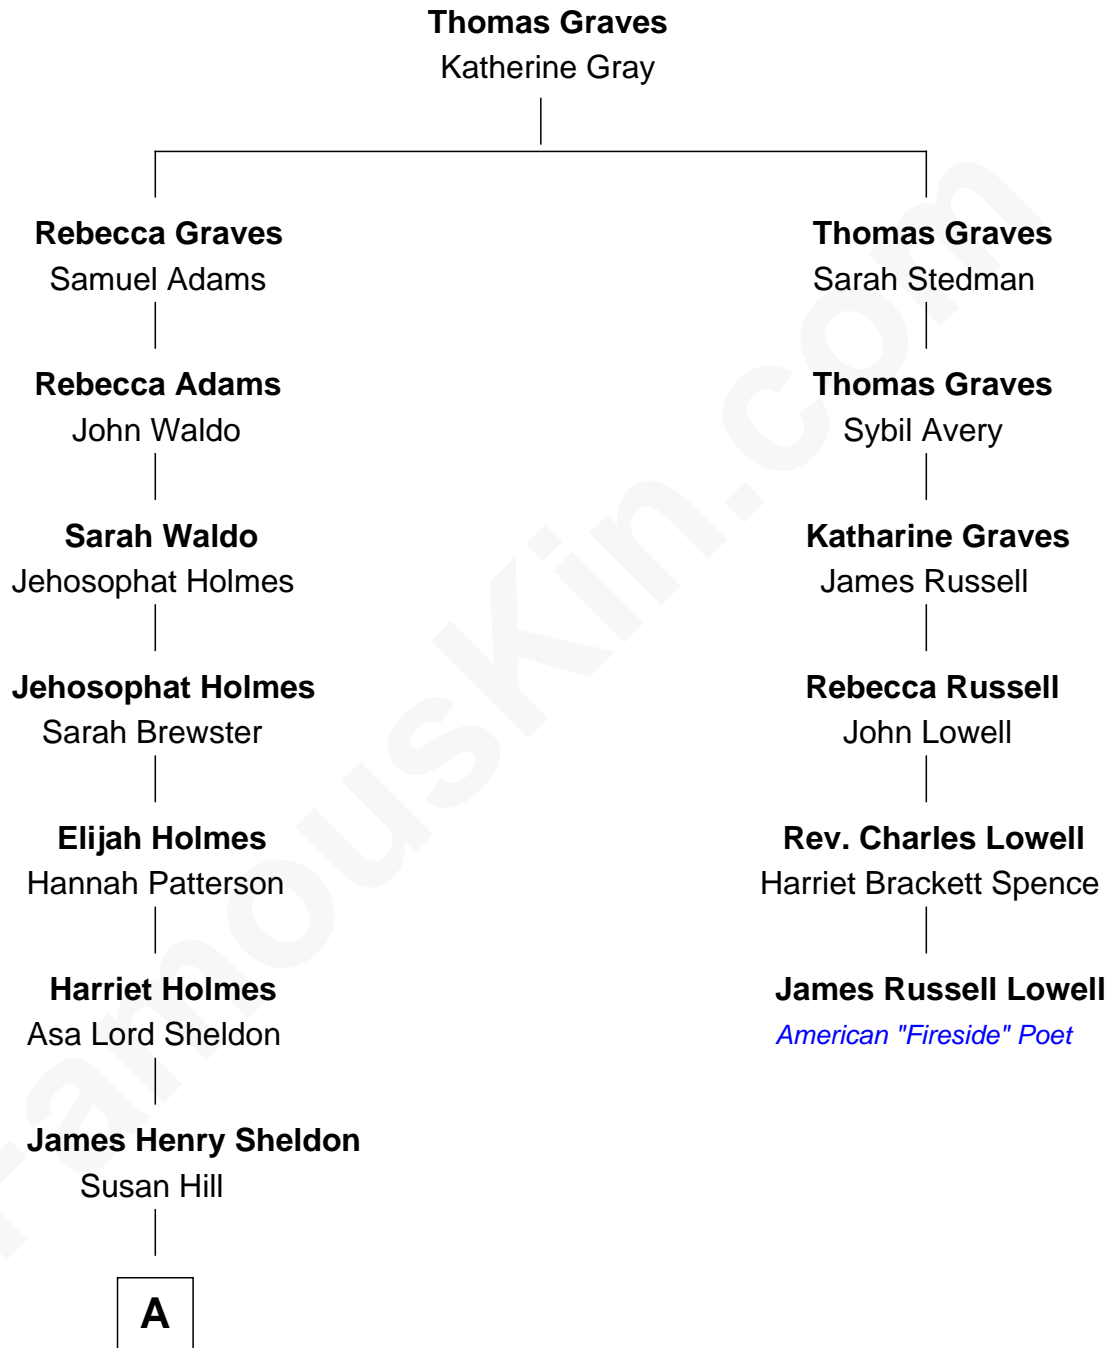 Thomas Graves
Katherine Gray
Rebecca Graves
Samuel Adams
Thomas Graves
Sarah Stedman
Rebecca Adams
John Waldo
Thomas Graves
Sybil Avery
Sarah Waldo
Jehosophat Holmes
Katharine Graves
James Russell
Jehosophat Holmes
Sarah Brewster
Rebecca Russell
John Lowell
Elijah Holmes
Hannah Patterson
Rev. Charles Lowell
Harriet Brackett Spence
Harriet Holmes
Asa Lord Sheldon
James Russell Lowell
American "Fireside" Poet
James Henry Sheldon
Susan Hill
A
FamousKin.com